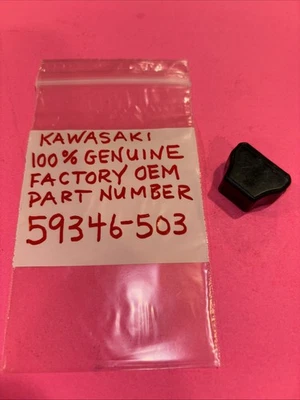 KAWASAKI
100% GENUINE
FACTORY OEM
PART NUMBER
59346-503